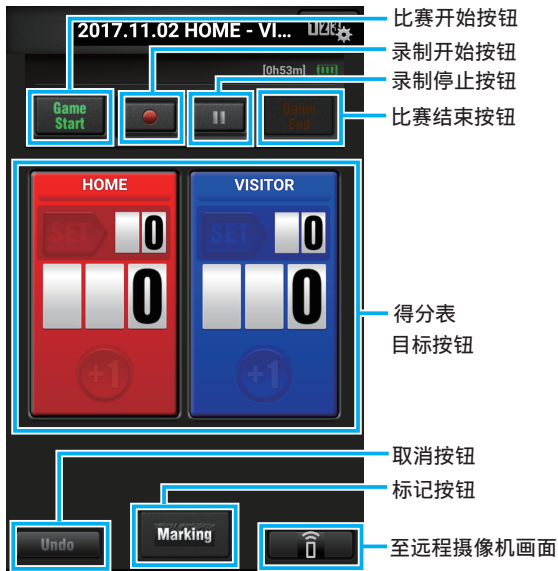 2017.11.02 HOME - VI...
[0h53m]
比赛开始按钮
录制开始按钮
录制停止按钮
比赛结束按钮
Game
Start
Game
End
HOME
VISITOR
SET
0
SET
0
0
0
+1
+1
得分表
目标按钮
取消按钮
标记按钮
至远程摄像机画面
Undo
Marking